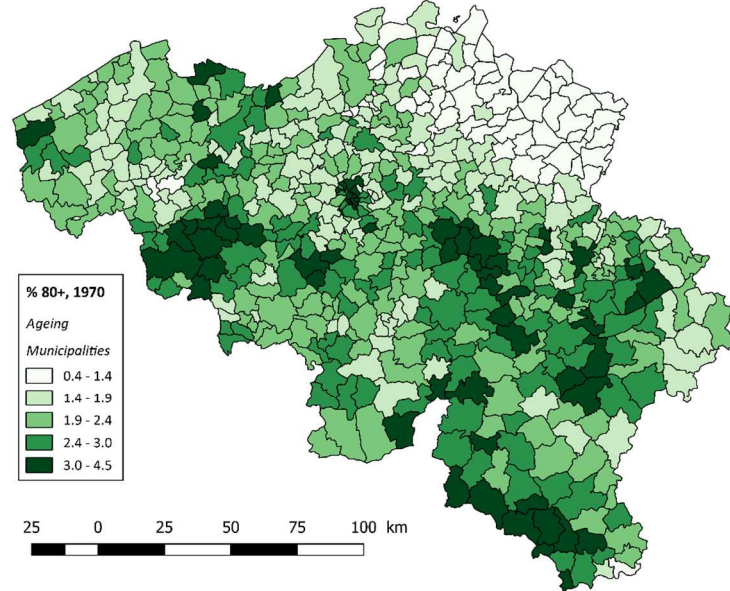 % 80+, 1970
Ageing
Municipalities
0.4 - 1.4
1.4 - 1.9
1.9 - 2.4
2.4 - 3.0
3.0 - 4.5
25 0 25 50 75 100 km